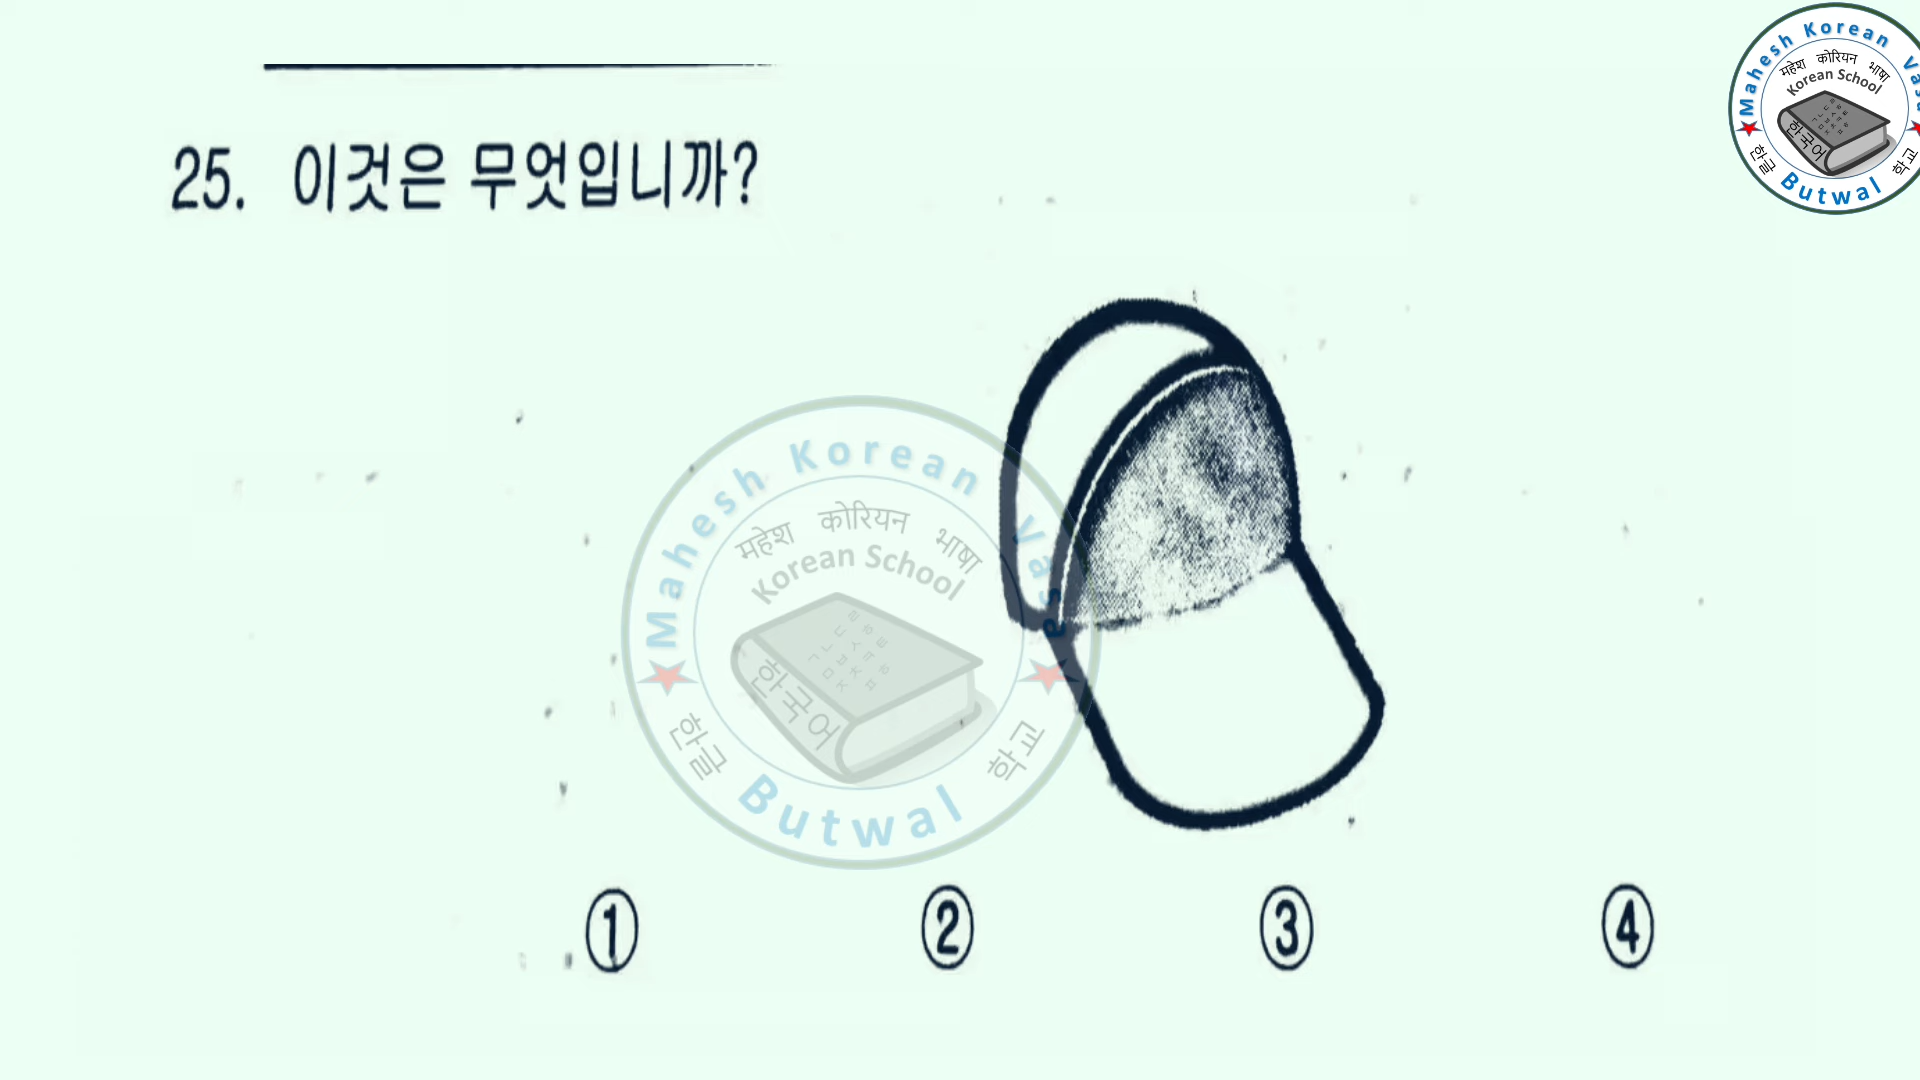 25. 이것은 무엇입니까?
Mahesh Korean Vasa
महेश कोरियन भाषा
Korean School
한국어
한글 학교
Butwal
Mahesh Korean Vasa
महेश कोरियन भाषा
Korean School
한국어
한글 학교
Butwal
① ② ③ ④